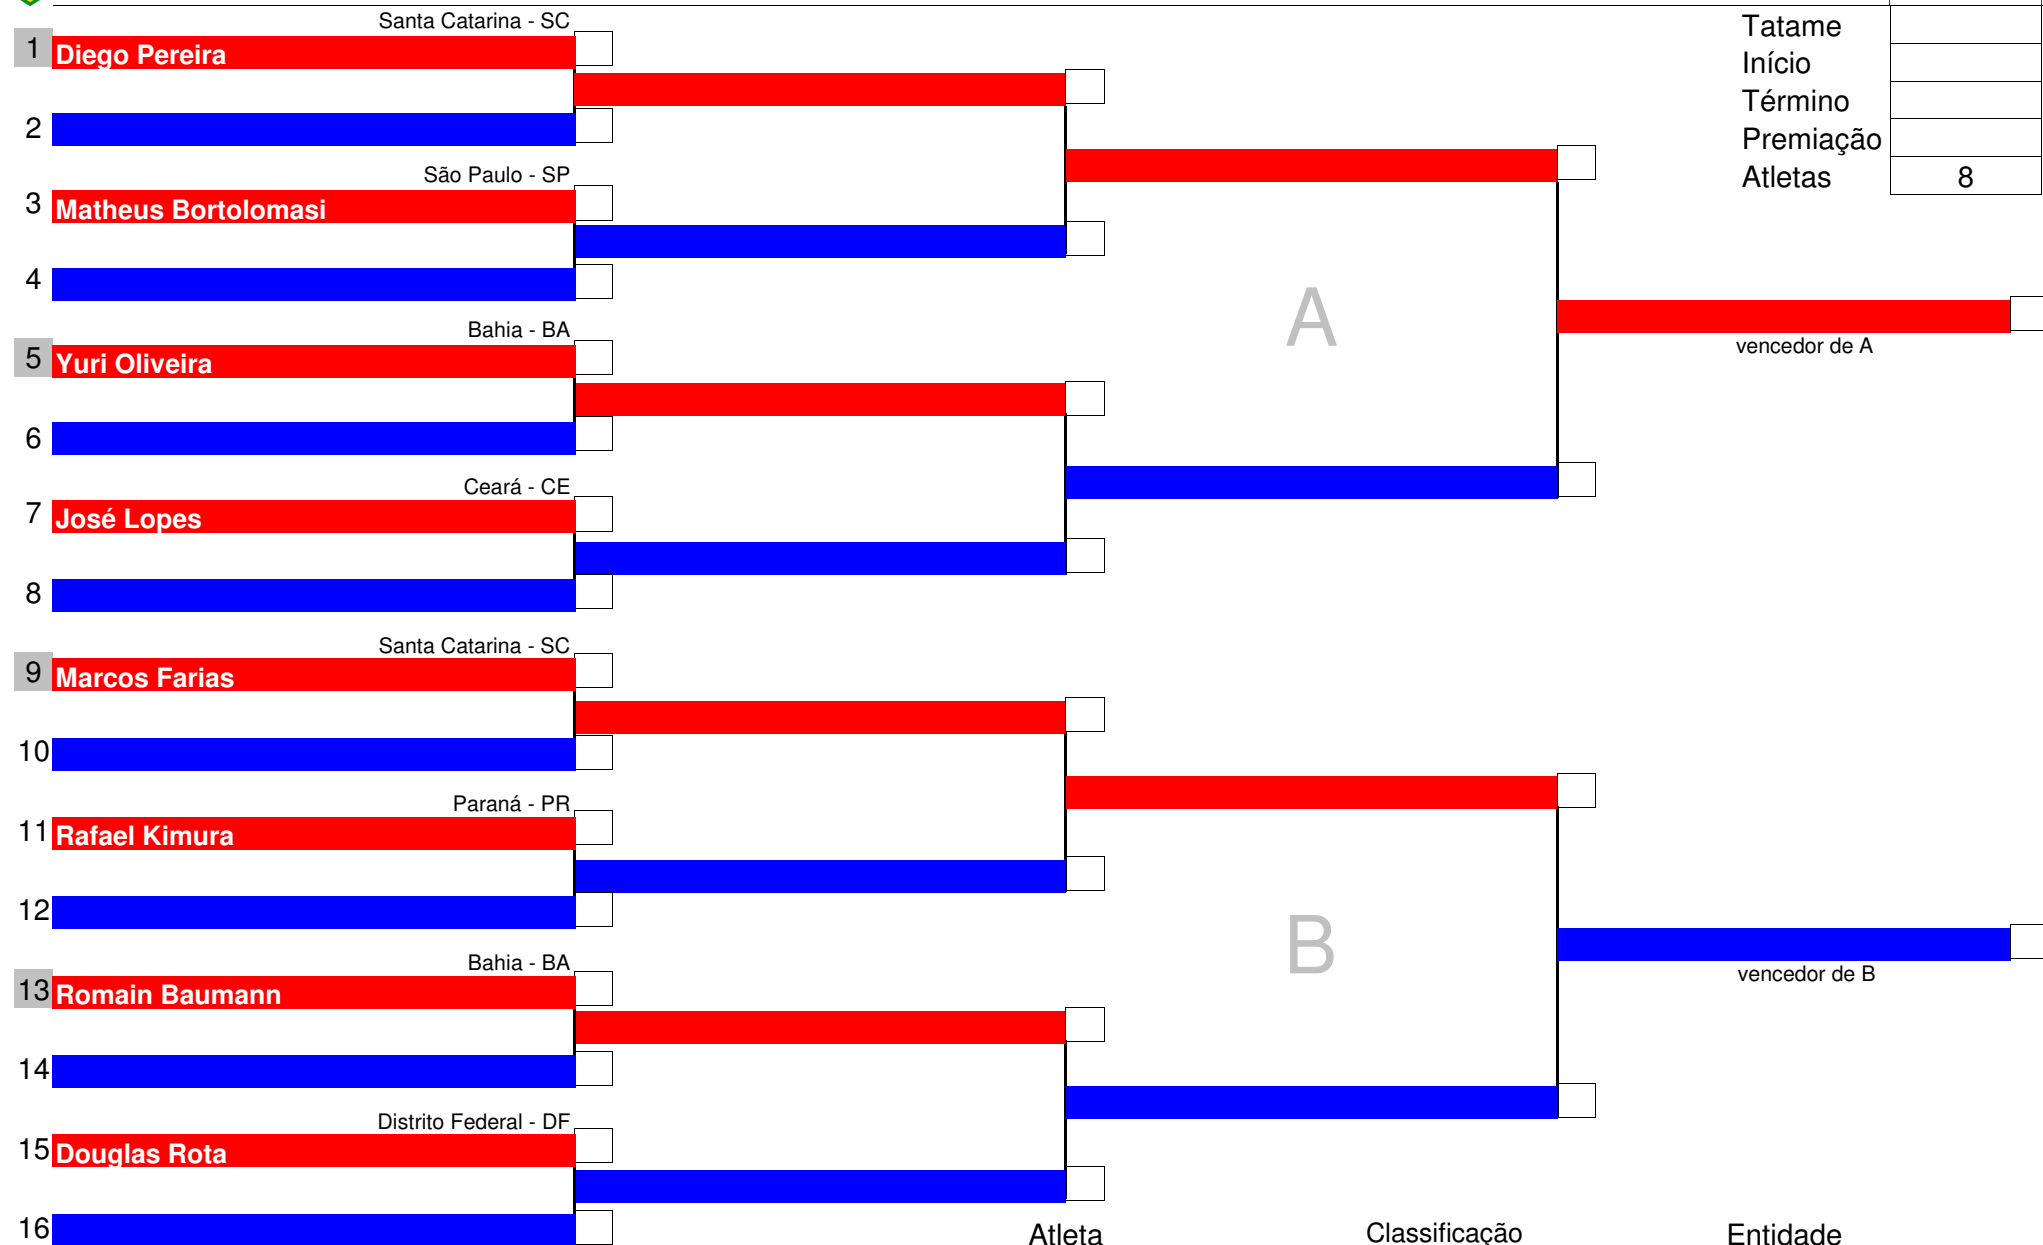 Santa Catarina - SC
1 Diego Pereira
2
São Paulo - SP
3 Matheus Bortolomasi
4
Bahia - BA
5 Yuri Oliveira
6
Ceará - CE
7 José Lopes
8
Santa Catarina - SC
9 Marcos Farias
10
Paraná - PR
11 Rafael Kimura
12
Bahia - BA
13 Romain Baumann
14
Distrito Federal - DF
15 Douglas Rota
16
A
B
vencedor de A
vencedor de B
Tatame
Início
Término
Premiação
Atletas 8
Atleta Classificação Entidade